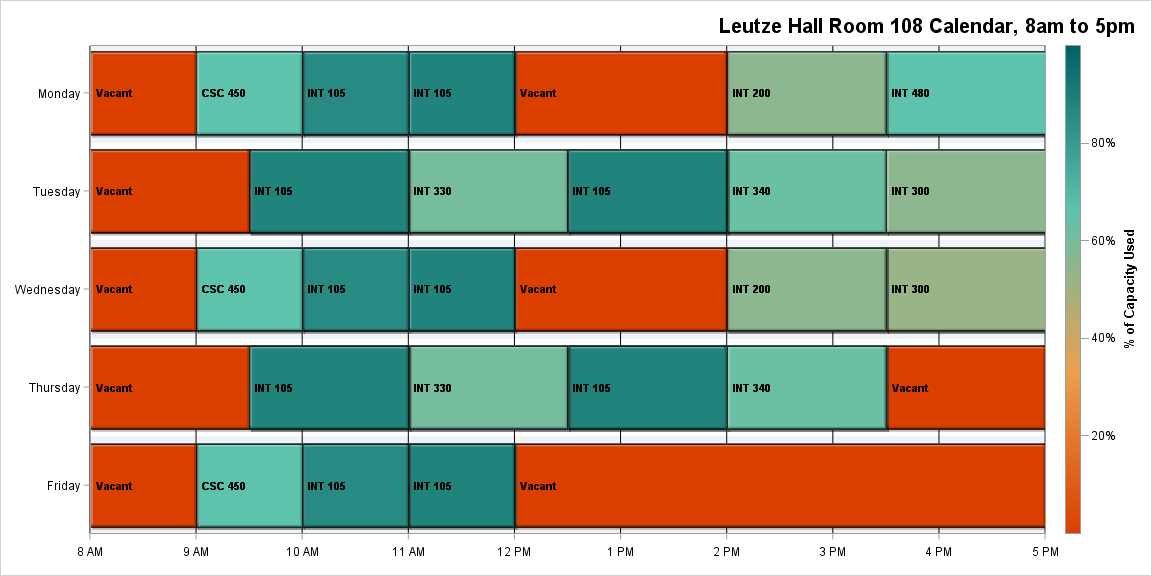 Leutze Hall Room 108 Calendar, 8am to 5pm
Monday
Vacant
CSC 450
INT 105
INT 105
Vacant
INT 200
INT 480
Tuesday
Vacant
INT 105
INT 330
INT 105
INT 340
INT 300
Wednesday
Vacant
CSC 450
INT 105
INT 105
Vacant
INT 200
INT 300
Thursday
Vacant
INT 105
INT 330
INT 105
INT 340
Vacant
Friday
Vacant
CSC 450
INT 105
INT 105
Vacant
8 AM
9 AM
10 AM
11 AM
12 PM
1 PM
2 PM
3 PM
4 PM
5 PM
80%
60%
40%
20%
% of Capacity Used